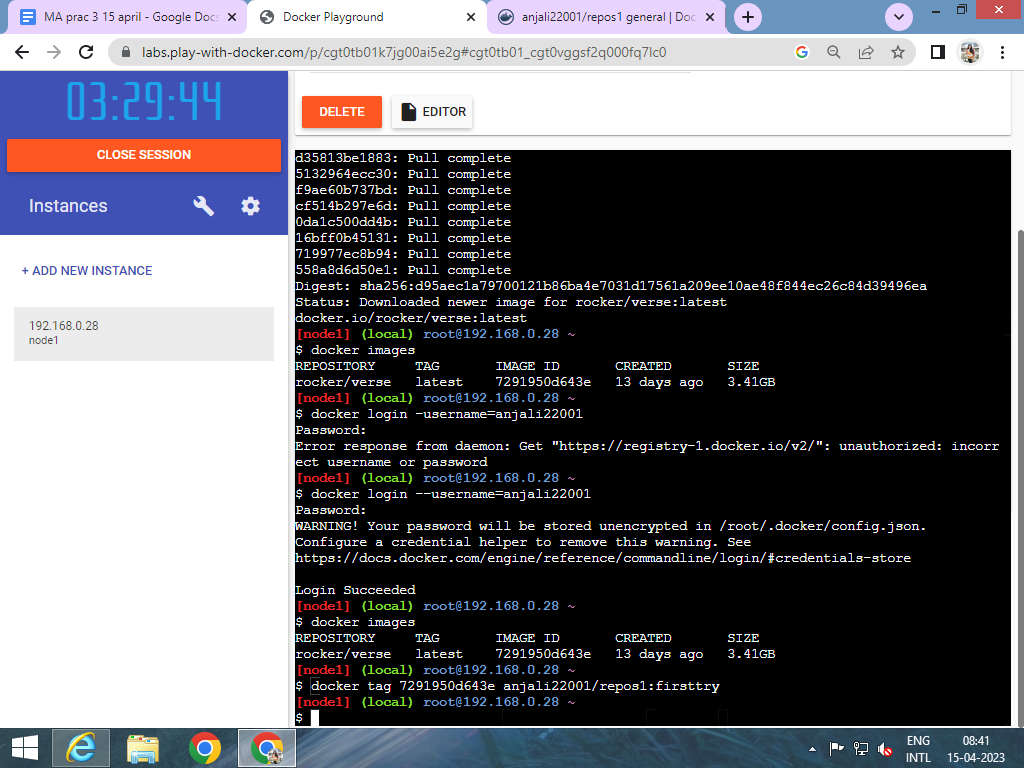 MA prac 3 15 april - Google Docs
Docker Playground
anjali22001/repos1 general | Doc
labs.play-with-docker.com/p/cgt0tb01k7jg00ai5e2g#cgt0tb01_cgt0vggsf2q000fq7lc0
03:29:44
CLOSE SESSION
Instances
+ ADD NEW INSTANCE
192.168.0.28
node1
DELETE
EDITOR
d35813be1883: Pull complete
5132964ecc30: Pull complete
f9ae60b737bd: Pull complete
cf514b297e6d: Pull complete
0da1c500dd4b: Pull complete
16bff0b45131: Pull complete
719977ec8b94: Pull complete
558a8d6d50e1: Pull complete
Digest: sha256:d95aec1a79700121b86ba4e7031d17561a209ee10ae48f844ec26c84d39496ea
Status: Downloaded newer image for rocker/verse:latest
docker.io/rocker/verse:latest
[node1] (local) root@192.168.0.28 ~
$ docker images
REPOSITORY TAG IMAGE ID CREATED SIZE
rocker/verse latest 7291950d643e 13 days ago 3.41GB
[node1] (local) root@192.168.0.28 ~
$ docker login -username=anjali22001
Password:
Error response from daemon: Get "https://registry-1.docker.io/v2/": unauthorized: incorr
ect username or password
[node1] (local) root@192.168.0.28 ~
$ docker login --username=anjali22001
Password:
WARNING! Your password will be stored unencrypted in /root/.docker/config.json.
Configure a credential helper to remove this warning. See
https://docs.docker.com/engine/reference/commandline/login/#credentials-store
Login Succeeded
[node1] (local) root@192.168.0.28 ~
$ docker images
REPOSITORY TAG IMAGE ID CREATED SIZE
rocker/verse latest 7291950d643e 13 days ago 3.41GB
[node1] (local) root@192.168.0.28 ~
$ docker tag 7291950d643e anjali22001/repos1:firsttry
[node1] (local) root@192.168.0.28 ~
$
ENG
INTL
08:41
15-04-2023